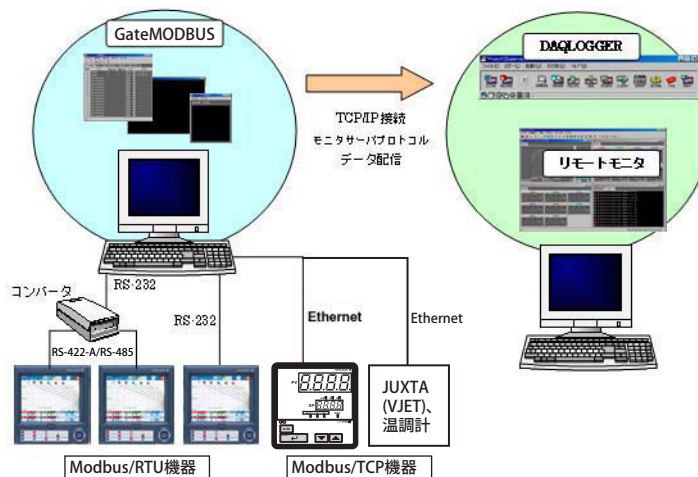 GateMODBUS
DAQLOGGER
TCP/IP 接続
モニタサーバプロトコル
データ配信
リモートモニタ
コンバータ
RS-232
RS-232
Ethernet
Ethernet
RS-422-A/RS-485
JUXTA
(VJET)、
温調計
Modbus/RTU機器
Modbus/TCP機器